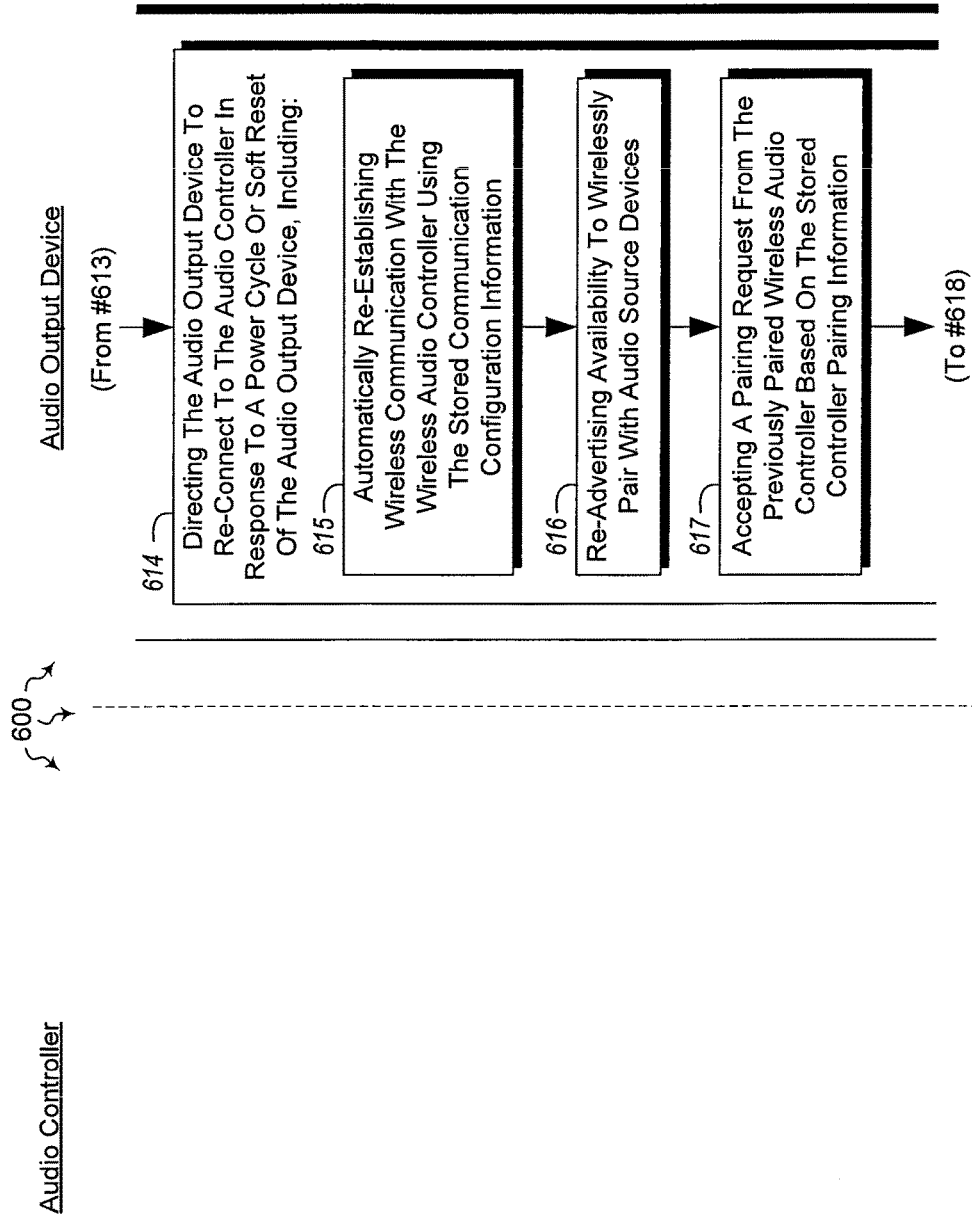 600
Audio Controller
Audio Output Device
(From #613)
614
Directing The Audio Output Device To
Re-Connect To The Audio Controller In
Response To A Power Cycle Or Soft Reset
Of The Audio Output Device, Including:
615
Automatically Re-Establishing
Wireless Communication With The
Wireless Audio Controller Using
The Stored Communication
Configuration Information
616
Re-Advertising Availability To Wirelessly
Pair With Audio Source Devices
617
Accepting A Pairing Request From The
Previously Paired Wireless Audio
Controller Based On The Stored
Controller Pairing Information
(To #618)